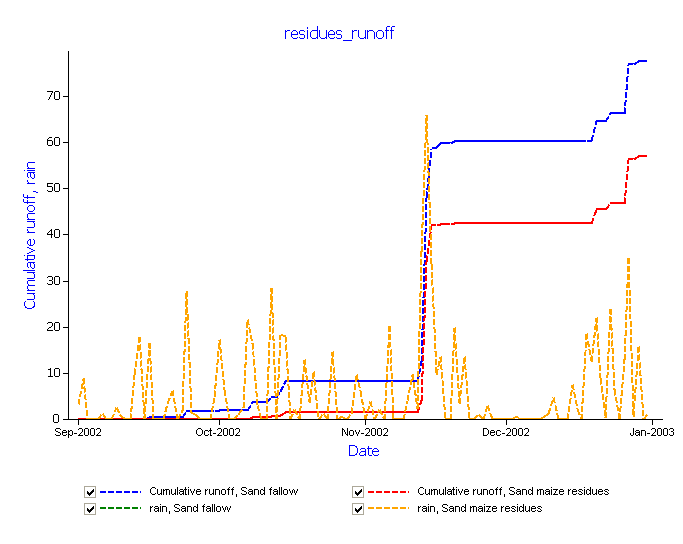 residues_runoff
Cumulative runoff, rain
70
60
50
40
30
20
10
0
Sep-2002 Oct-2002 Nov-2002 Dec-2002 Jan-2003
Date
Cumulative runoff, Sand fallow Cumulative runoff, Sand maize residues
rain, Sand fallow rain, Sand maize residues